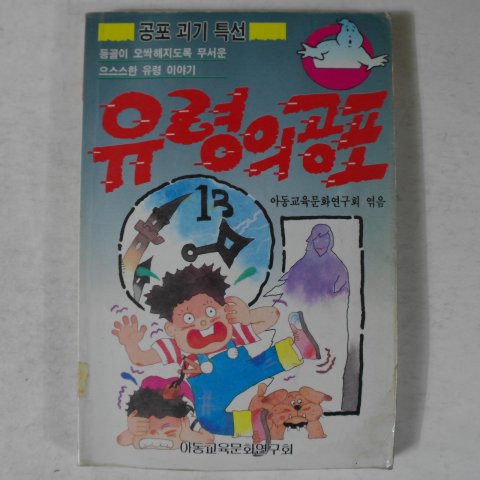 공포 괴기 특선
등골이 오싹해지도록 무서운
으스스한 유령 이야기
유령의 공포
아동교육문화연구회 엮음
13
아동교육문화연구회